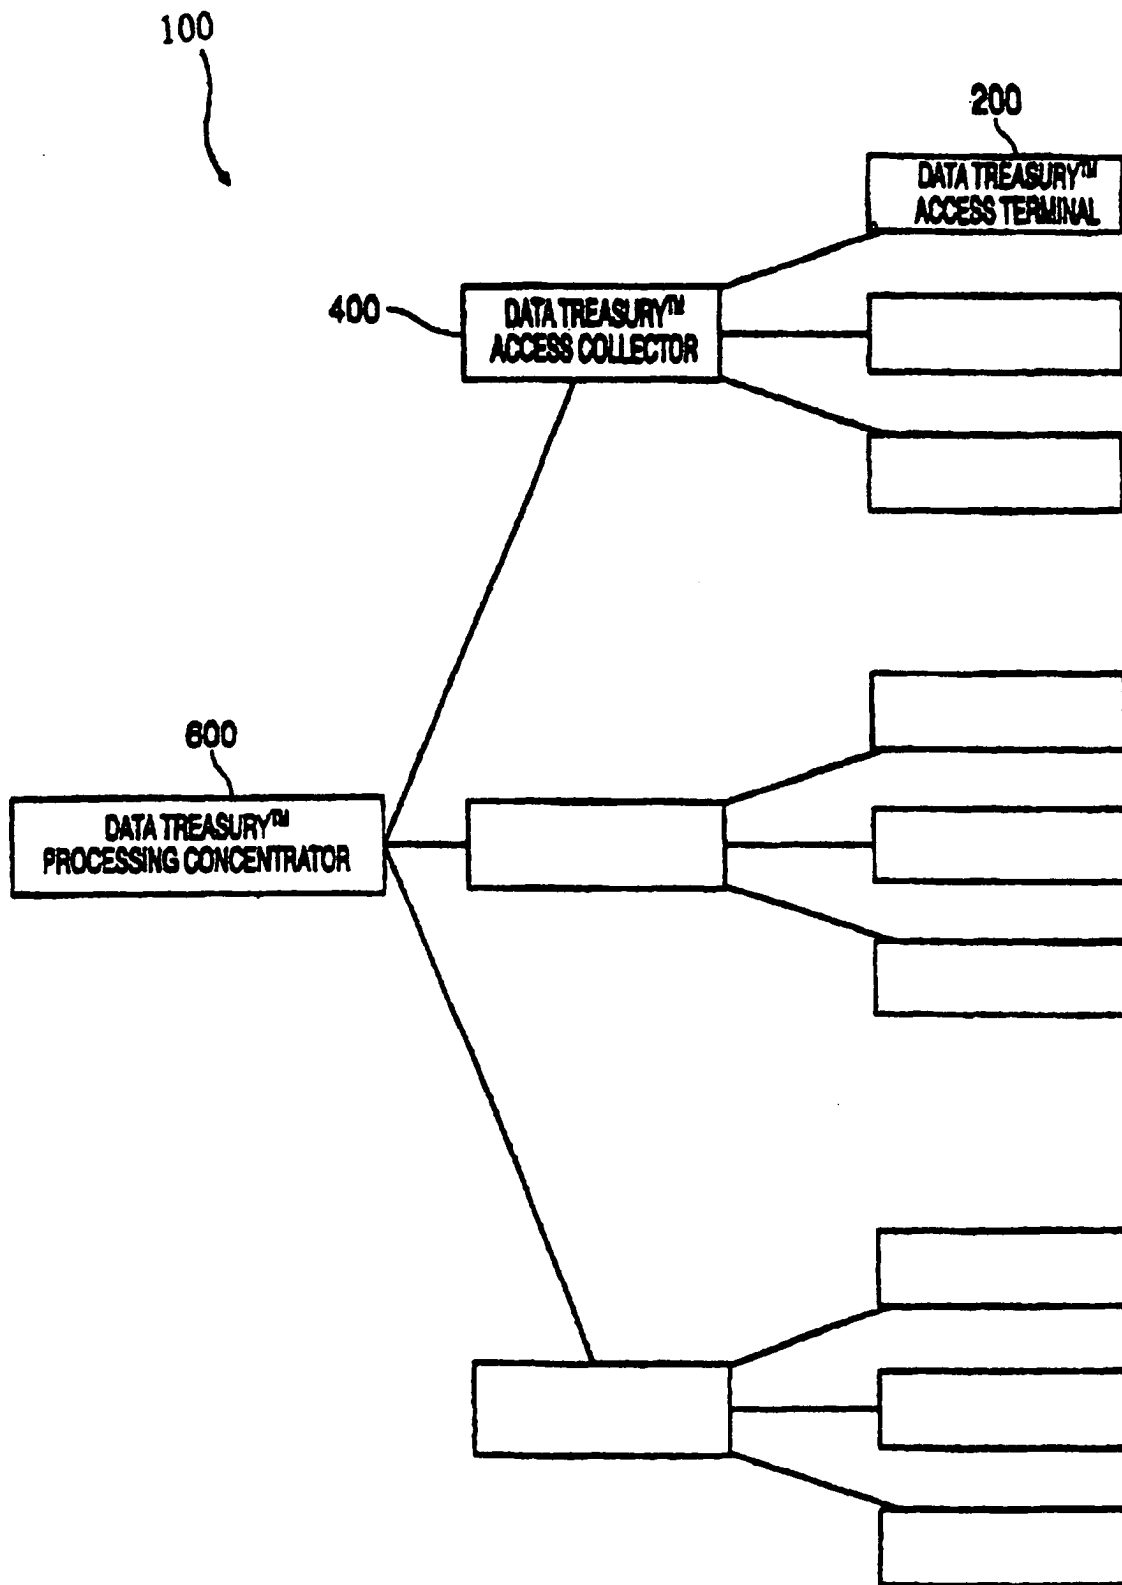 100
200
DATA TREASURY™
ACCESS TERMINAL
400
DATA TREASURY™
ACCESS COLLECTOR
600
DATA TREASURY™
PROCESSING CONCENTRATOR